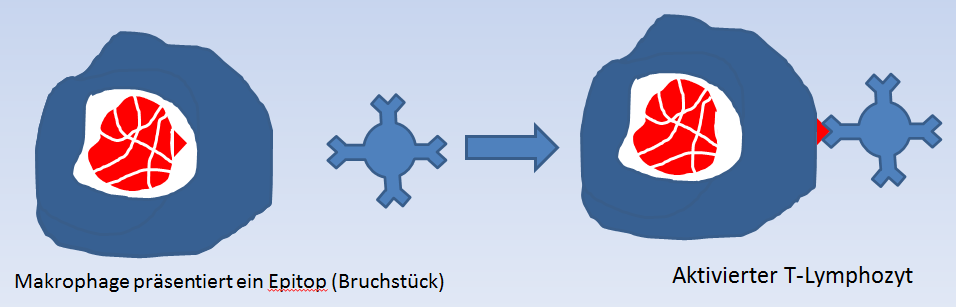 Makrophage präsentiert ein Epitop (Bruchstück)
Aktivierter T-Lymphozyt